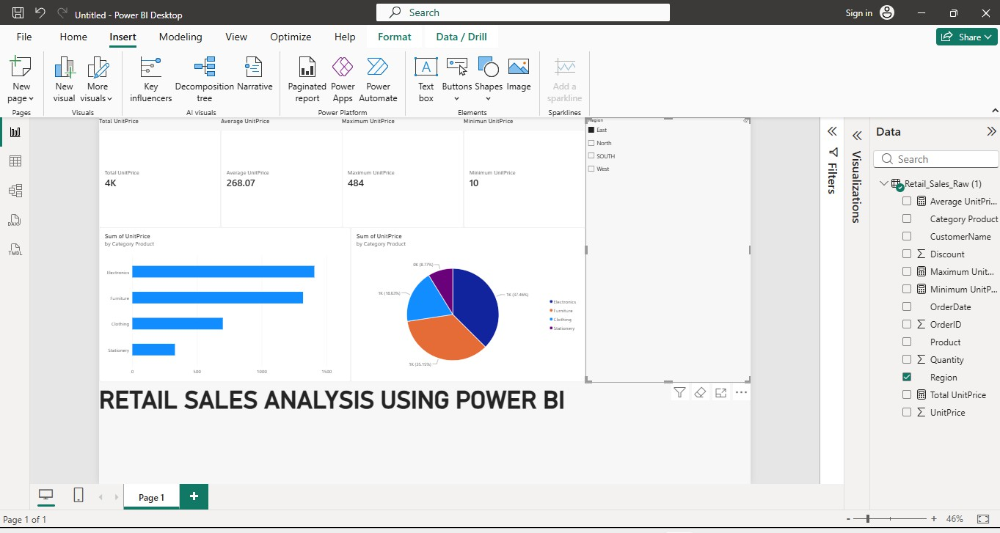 Untitled - Power BI Desktop
Search
Sign in
File Home Insert Modeling View Optimize Help Format Data / Drill
Share
New page
New visual
More visuals
Key influencers
Decomposition tree
Narrative
Paginated report
Power Apps
Power Automate
Text box
Buttons
Shapes
Image
Add a sparkline
Pages
Visuals
AI visuals
Power Platform
Elements
Sparklines
DAX
TMDL
Total UnitPrice
Average UnitPrice
Maximum UnitPrice
Minimun UnitPrice
Total UnitPrice
4K
Average UnitPrice
268.07
Maximum UnitPrice
484
Minimum UnitPrice
10
Region
East
North
SOUTH
West
Sum of UnitPrice
by Category Product
Electronics
Furniture
Clothing
Stationery
0 500 1000 1500
Sum of UnitPrice
by Category Product
0K (8.77%)
1K (18.63%)
1K (37.46%)
1K (35.15%)
Electronics
Furniture
Clothing
Stationery
RETAIL SALES ANALYSIS USING POWER BI
Filters
Visualizations
Data
Search
Retail_Sales_Raw (1)
Average UnitPri...
Category Product
CustomerName
Discount
Maximum Unit...
Minimum UnitP...
OrderDate
OrderID
Product
Quantity
Region
Total UnitPrice
UnitPrice
Page 1
Page 1 of 1
- + 46%